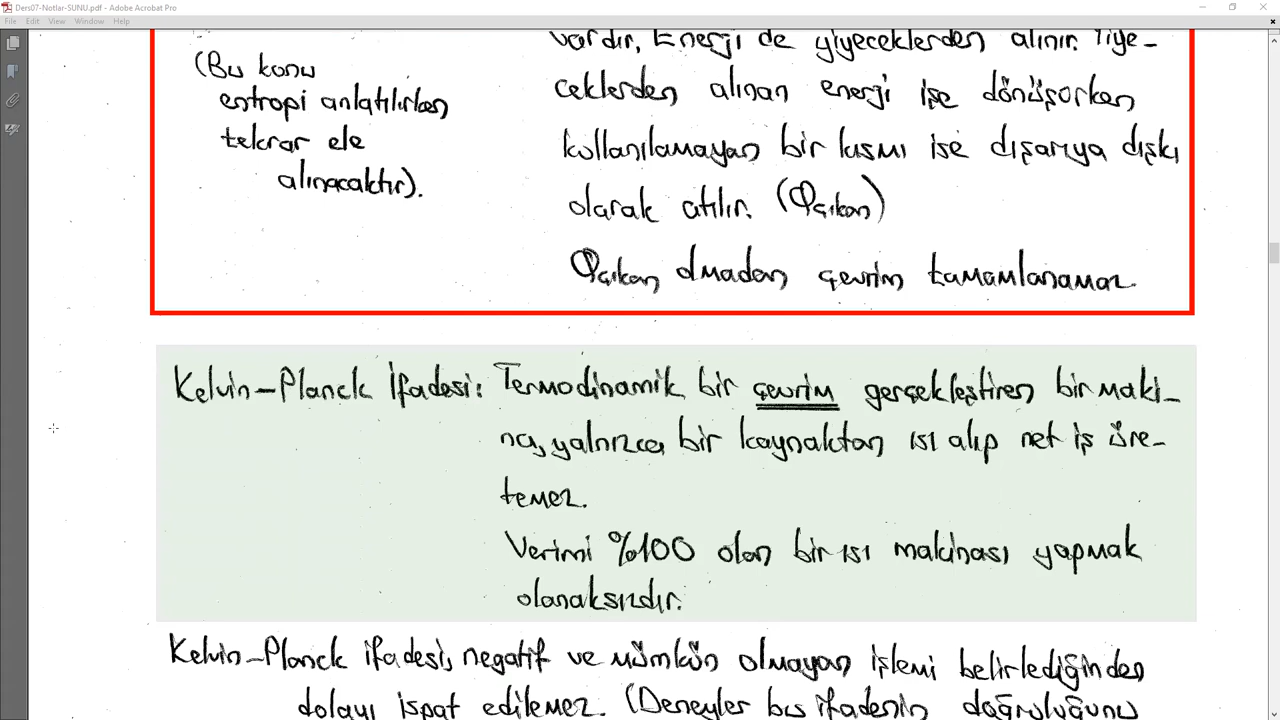 Ders07-Notlar-SUNU.pdf - Adobe Acrobat Pro
File Edit View Window Help
(Bu konu
entropi anlatılırken
tekrar ele
alınacaktır).
vardır. Enerji de yiyeceklerden alınır. Yiye-
ceklerden alınan energi işe dönüşürken
kullanılamayan bir kısmı ise dışarıya dışkı
olarak atılır. (Qçıkan)
Qçıkan olmadan çevrim tamamlanamaz.
Kelvin-Planck İfadesi: Termodinamik bir çevrim gerçekleştiren bir maki-
na, yalnızca bir kaynaktan ısı alıp net iş üre-
temez.
Verimi %100 olan bir ısı makinası yapmak
olanaksızdır.
Kelvin-Planck ifadesi, negatif ve mümkün olmayan işlemi belirlediğinden
dolayı ispat edilemez. (Deneyler bu ifadenin doğruluğunu